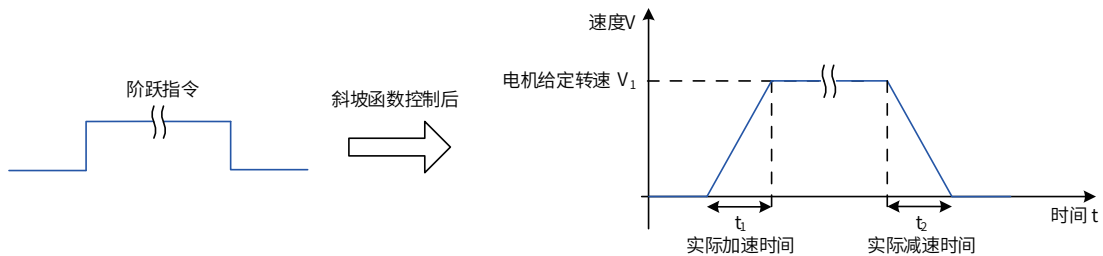 阶跃指令
斜坡函数控制后
速度V
电机给定转速 V₁
t₁
实际加速时间
t₂
实际减速时间
时间 t